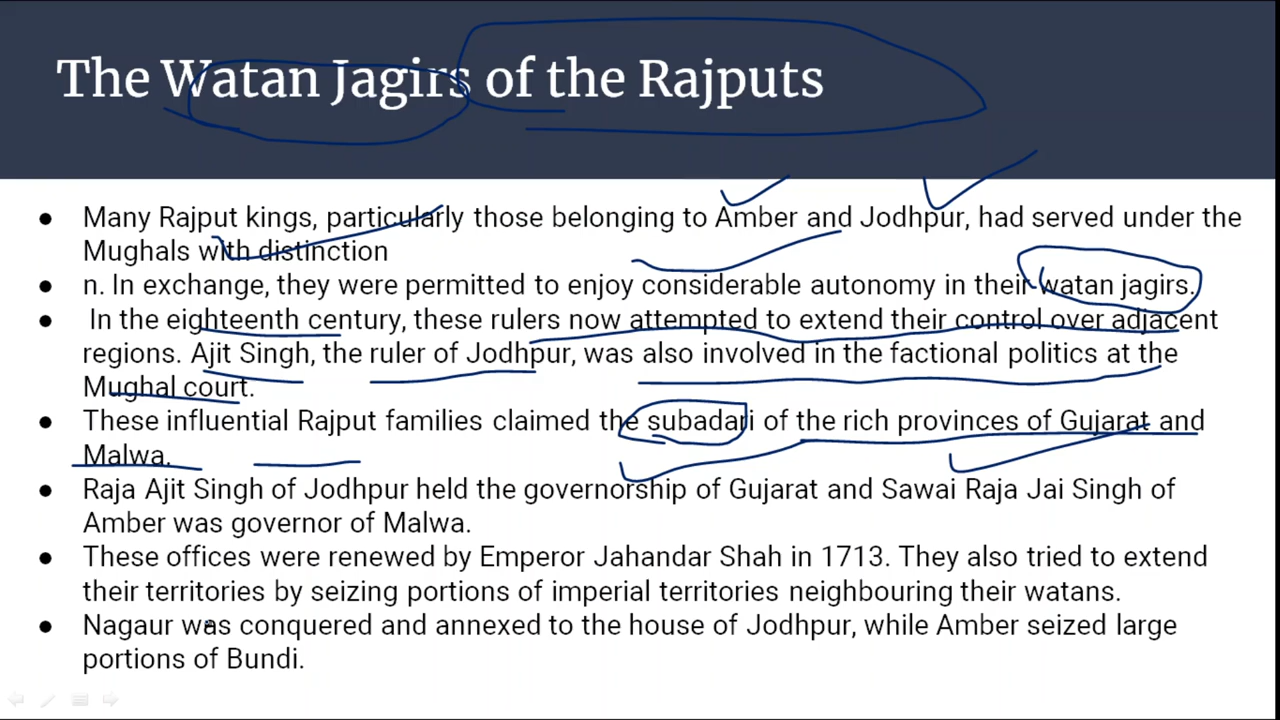 The Watan Jagirs of the Rajputs
● Many Rajput kings, particularly those belonging to Amber and Jodhpur, had served under the
Mughals with distinction
● n. In exchange, they were permitted to enjoy considerable autonomy in their watan jagirs.
● In the eighteenth century, these rulers now attempted to extend their control over adjacent
regions. Ajit Singh, the ruler of Jodhpur, was also involved in the factional politics at the
Mughal court.
● These influential Rajput families claimed the subadari of the rich provinces of Gujarat and
Malwa.
● Raja Ajit Singh of Jodhpur held the governorship of Gujarat and Sawai Raja Jai Singh of
Amber was governor of Malwa.
● These offices were renewed by Emperor Jahandar Shah in 1713. They also tried to extend
their territories by seizing portions of imperial territories neighbouring their watans.
● Nagaur was conquered and annexed to the house of Jodhpur, while Amber seized large
portions of Bundi.